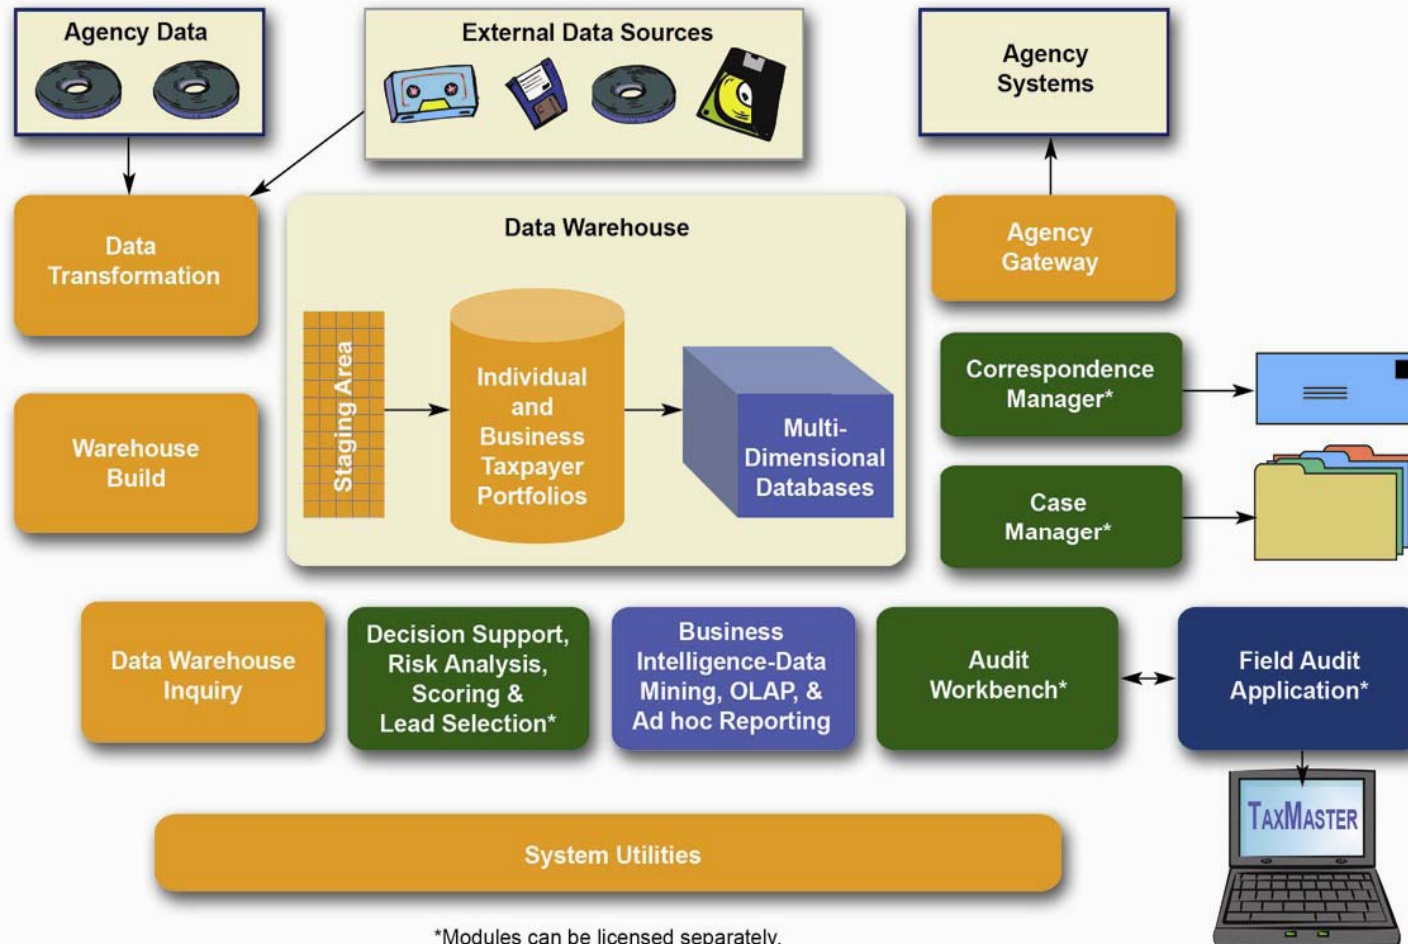 Agency Data
External Data Sources
Agency
Systems
Data
Transformation
Data Warehouse
Agency
Gateway
Staging Area
Individual
and
Business
Taxpayer
Portfolios
Multi-
Dimensional
Databases
Correspondence
Manager*
Warehouse
Build
Case
Manager*
Data Warehouse
Inquiry
Decision Support,
Risk Analysis,
Scoring &
Lead Selection*
Business
Intelligence-Data
Mining, OLAP, &
Ad hoc Reporting
Audit
Workbench*
Field Audit
Application*
TAXMASTER
System Utilities
*Modules can be licensed separately.